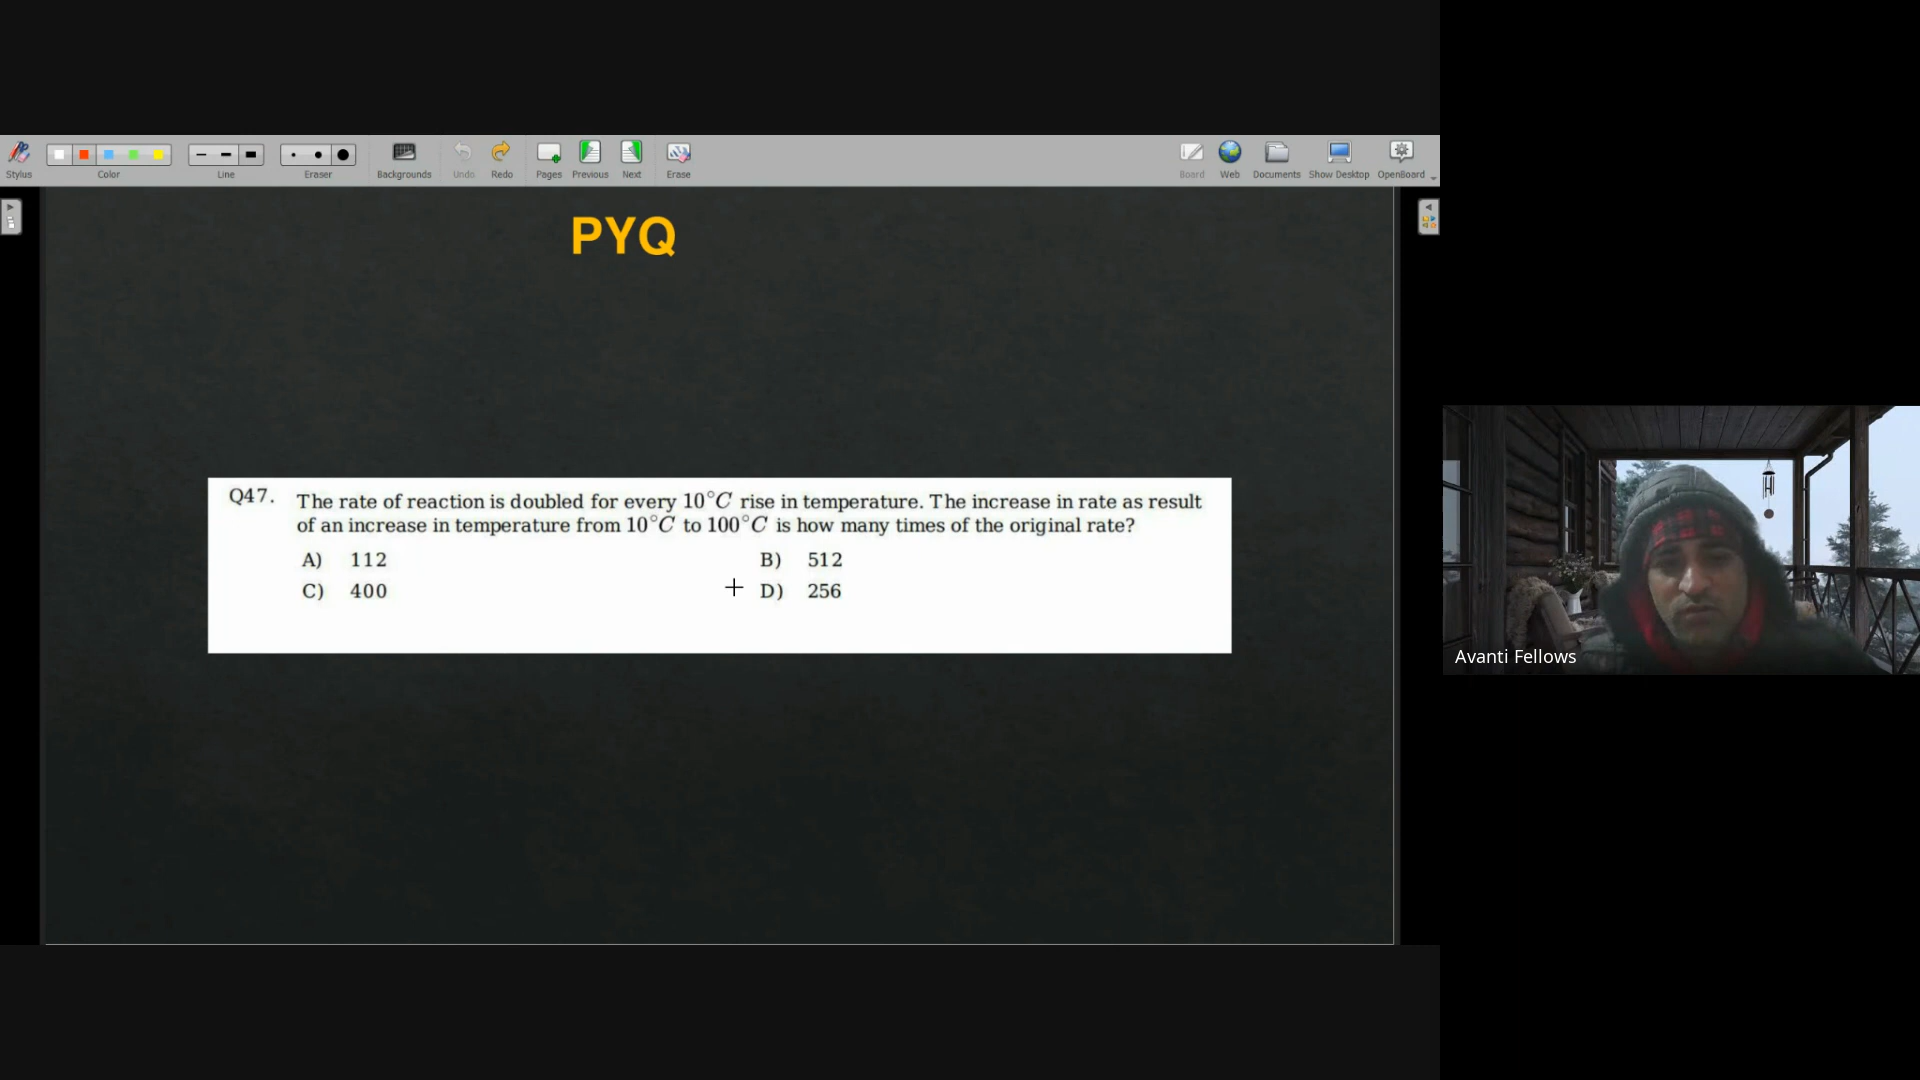 Stylus
Color
Line
Eraser
Backgrounds
Undo
Redo
Pages
Previous
Next
Erase
Board
Web
Documents
Show Desktop
OpenBoard
PYQ
Q47. The rate of reaction is doubled for every 10°C rise in temperature. The increase in rate as result
of an increase in temperature from 10°C to 100°C is how many times of the original rate?
A) 112 B) 512
C) 400 D) 256
Avanti Fellows